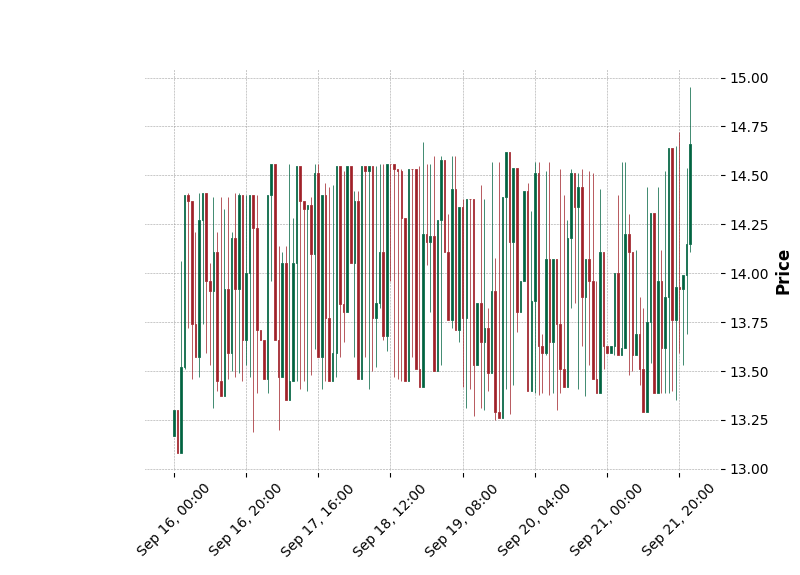 15.00
14.75
14.50
14.25
14.00
13.75
13.50
13.25
13.00
Price
Sep 16, 00:00
Sep 16, 20:00
Sep 17, 16:00
Sep 18, 12:00
Sep 19, 08:00
Sep 20, 04:00
Sep 21, 00:00
Sep 21, 20:00